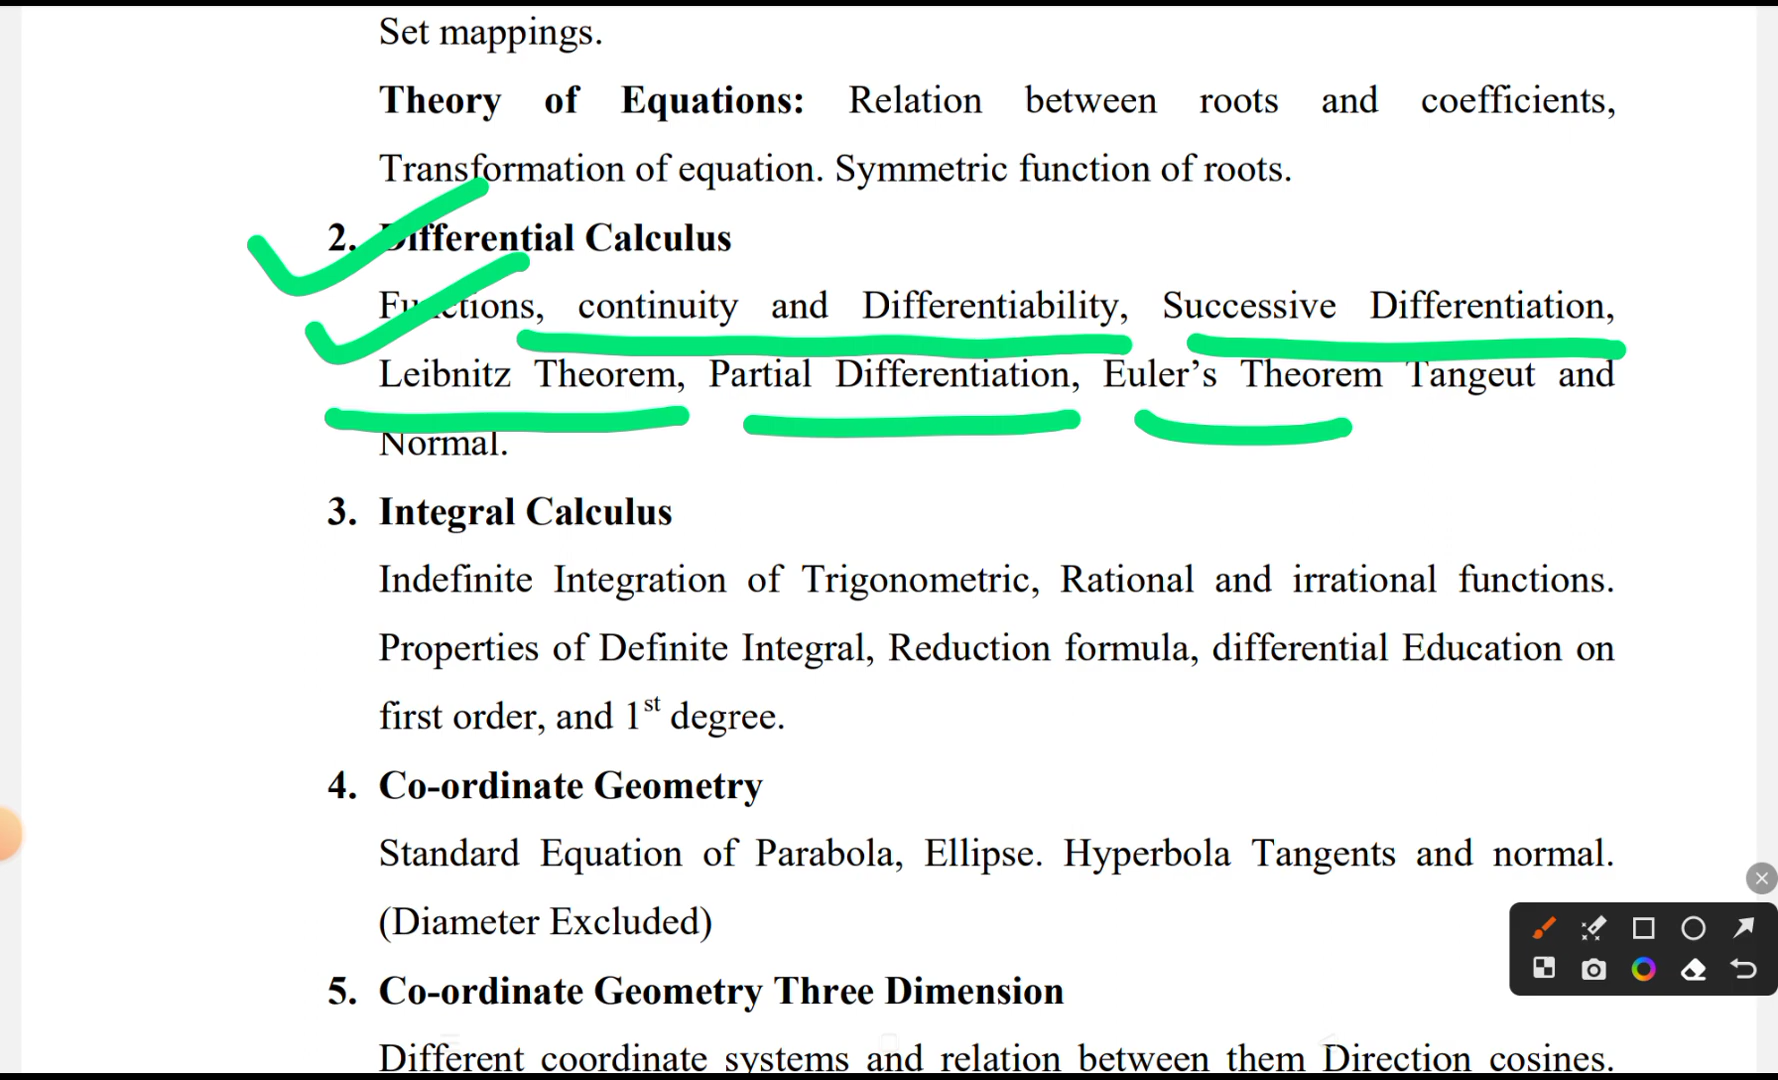 Set mappings.
Theory of Equations: Relation between roots and coefficients,
Transformation of equation. Symmetric function of roots.
2. Differential Calculus
Functions, continuity and Differentiability, Successive Differentiation,
Leibnitz Theorem, Partial Differentiation, Euler's Theorem Tangeut and
Normal.
3. Integral Calculus
Indefinite Integration of Trigonometric, Rational and irrational functions.
Properties of Definite Integral, Reduction formula, differential Education on
first order, and 1st degree.
4. Co-ordinate Geometry
Standard Equation of Parabola, Ellipse. Hyperbola Tangents and normal.
(Diameter Excluded)
5. Co-ordinate Geometry Three Dimension
Different coordinate systems and relation between them Direction cosines.